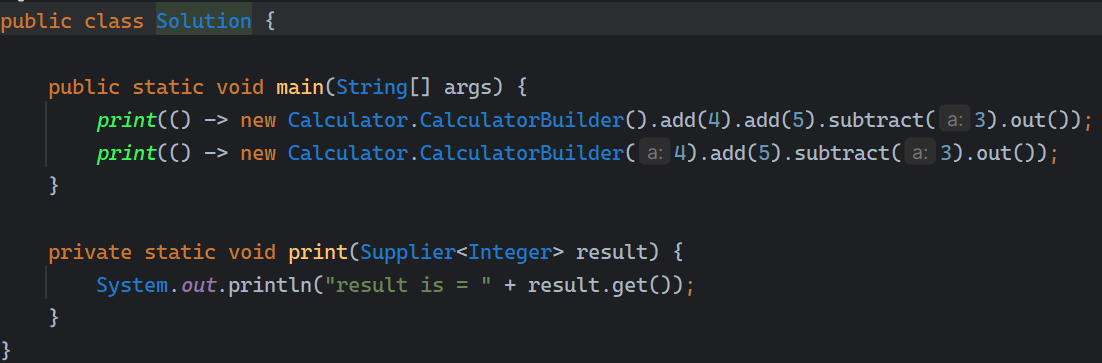 public class Solution {
public static void main(String[] args) {
print(() -> new Calculator.CalculatorBuilder().add(4).add(5).subtract( a: 3).out());
print(() -> new Calculator.CalculatorBuilder( a: 4).add(5).subtract( a: 3).out());
}
private static void print(Supplier<Integer> result) {
System.out.println("result is = " + result.get());
}
}